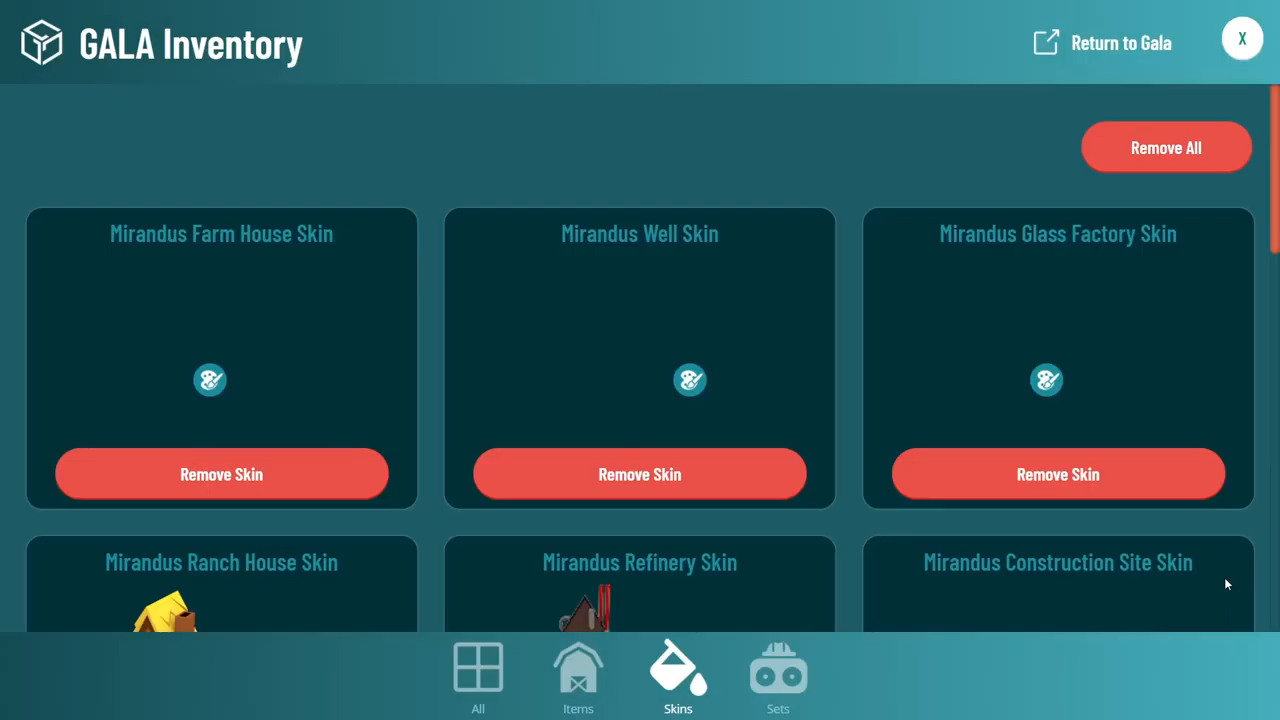 GALA Inventory
Return to Gala
X
Remove All
Mirandus Farm House Skin
Mirandus Well Skin
Mirandus Glass Factory Skin
Remove Skin
Remove Skin
Remove Skin
Mirandus Ranch House Skin
Mirandus Refinery Skin
Mirandus Construction Site Skin
All
Items
Skins
Sets